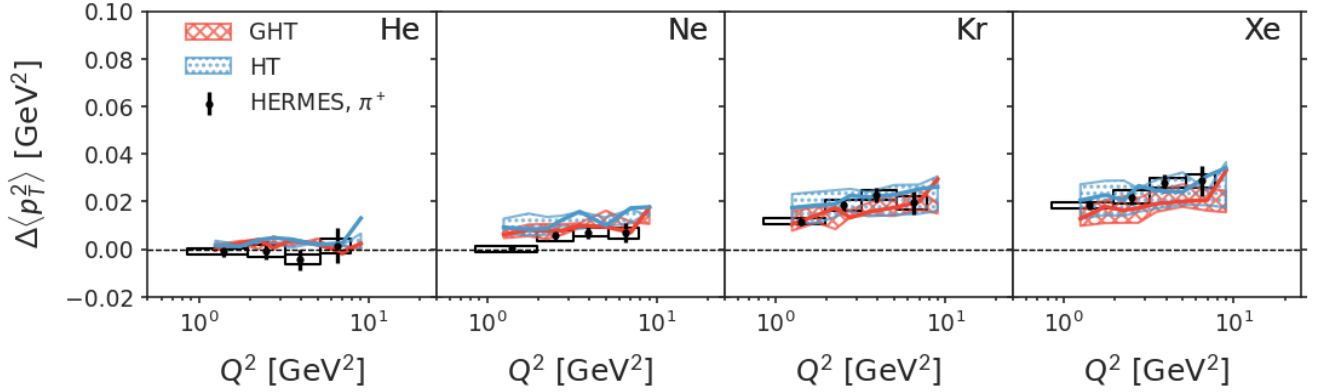 0.10
0.08
0.06
0.04
0.02
0.00
−0.02
Δ⟨p_T^2⟩ [GeV^2]
He
GHT
HT
HERMES, π^+
Ne
Kr
Xe
10^0 10^1 10^0 10^1 10^0 10^1 10^0 10^1
Q^2 [GeV^2] Q^2 [GeV^2] Q^2 [GeV^2] Q^2 [GeV^2]